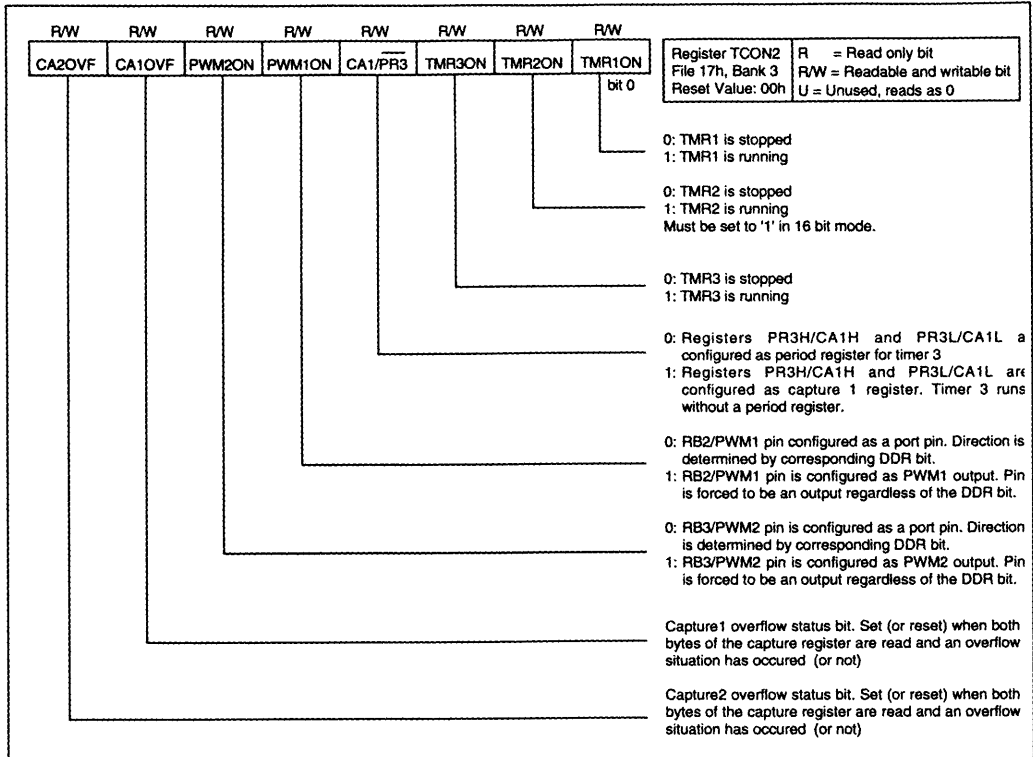 R/W R/W R/W R/W R/W R/W R/W R/W
CA2OVF CA1OVF PWM2ON PWM1ON CA1/PR3 TMR3ON TMR2ON TMR1ON
bit 0
Register TCON2
File 17h, Bank 3
Reset Value: 00h
R = Read only bit
R/W = Readable and writable bit
U = Unused, reads as 0
0: TMR1 is stopped
1: TMR1 is running
0: TMR2 is stopped
1: TMR2 is running
Must be set to '1' in 16 bit mode.
0: TMR3 is stopped
1: TMR3 is running
0: Registers PR3H/CA1H and PR3L/CA1L a
configured as period register for timer 3
1: Registers PR3H/CA1H and PR3L/CA1L are
configured as capture 1 register. Timer 3 runs
without a period register.
0: RB2/PWM1 pin configured as a port pin. Direction is
determined by corresponding DDR bit.
1: RB2/PWM1 pin is configured as PWM1 output. Pin
is forced to be an output regardless of the DDR bit.
0: RB3/PWM2 pin is configured as a port pin. Direction
is determined by corresponding DDR bit.
1: RB3/PWM2 pin is configured as PWM2 output. Pin
is forced to be an output regardless of the DDR bit.
Capture1 overflow status bit. Set (or reset) when both
bytes of the capture register are read and an overflow
situation has occured (or not)
Capture2 overflow status bit. Set (or reset) when both
bytes of the capture register are read and an overflow
situation has occured (or not)